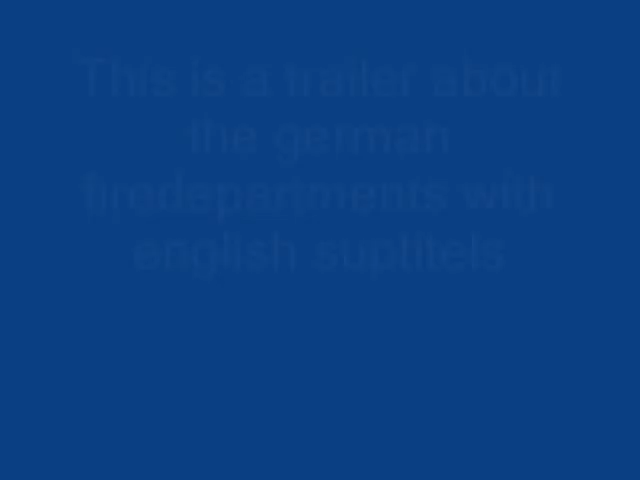 This is a trailer about
the german
firedepartments with
english suptitels